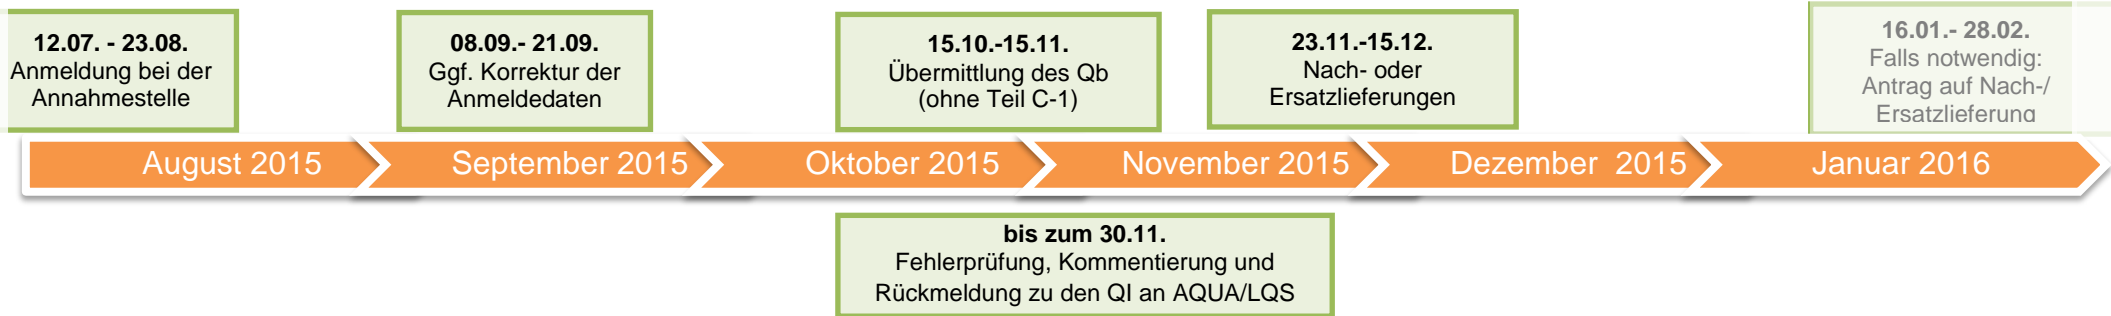 12.07. - 23.08.
Anmeldung bei der
Annahmestelle
08.09.- 21.09.
Ggf. Korrektur der
Anmeldedaten
15.10.-15.11.
Übermittlung des Qb
(ohne Teil C-1)
23.11.-15.12.
Nach- oder
Ersatzlieferungen
16.01.- 28.02.
Falls notwendig:
Antrag auf Nach-/
Ersatzlieferung
August 2015
September 2015
Oktober 2015
November 2015
Dezember 2015
Januar 2016
bis zum 30.11.
Fehlerprüfung, Kommentierung und
Rückmeldung zu den QI an AQUA/LQS